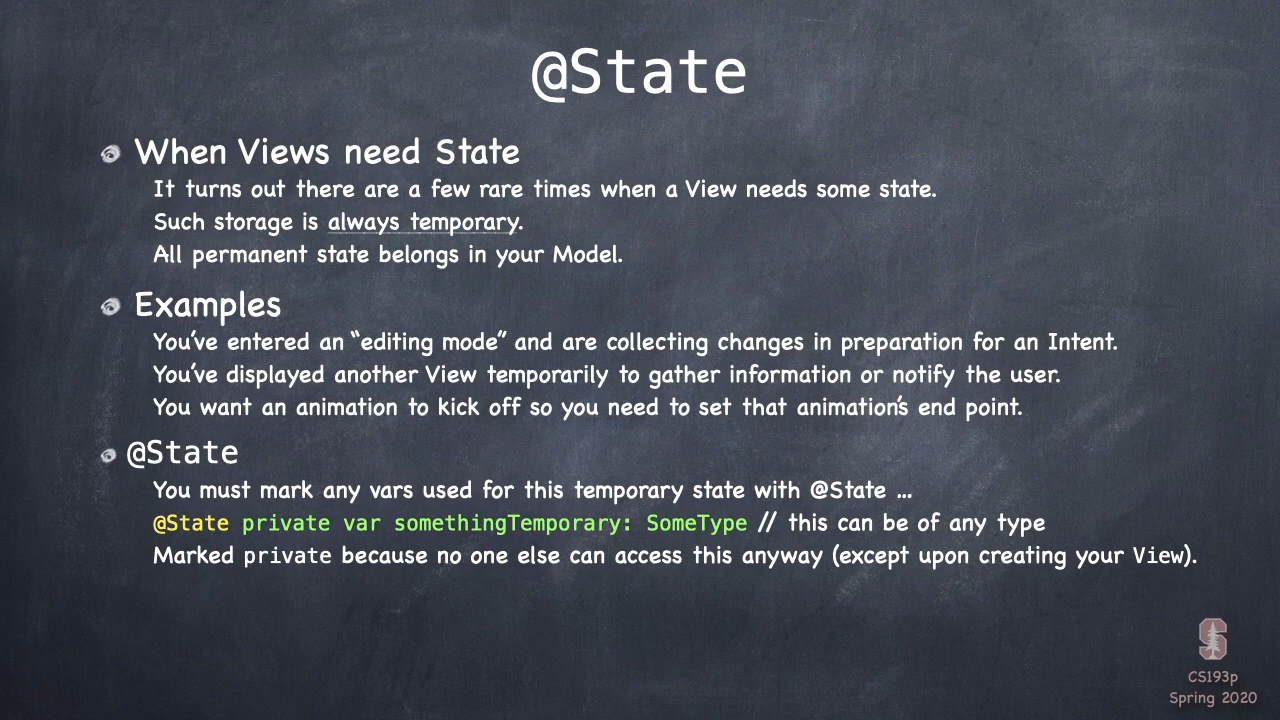 @State
When Views need State
It turns out there are a few rare times when a View needs some state.
Such storage is always temporary.
All permanent state belongs in your Model.
Examples
You've entered an “editing mode” and are collecting changes in preparation for an Intent.
You've displayed another View temporarily to gather information or notify the user.
You want an animation to kick off so you need to set that animation's end point.
@State
You must mark any vars used for this temporary state with @State ...
@State private var somethingTemporary: SomeType // this can be of any type
Marked private because no one else can access this anyway (except upon creating your View).
S
CS193p
Spring 2020